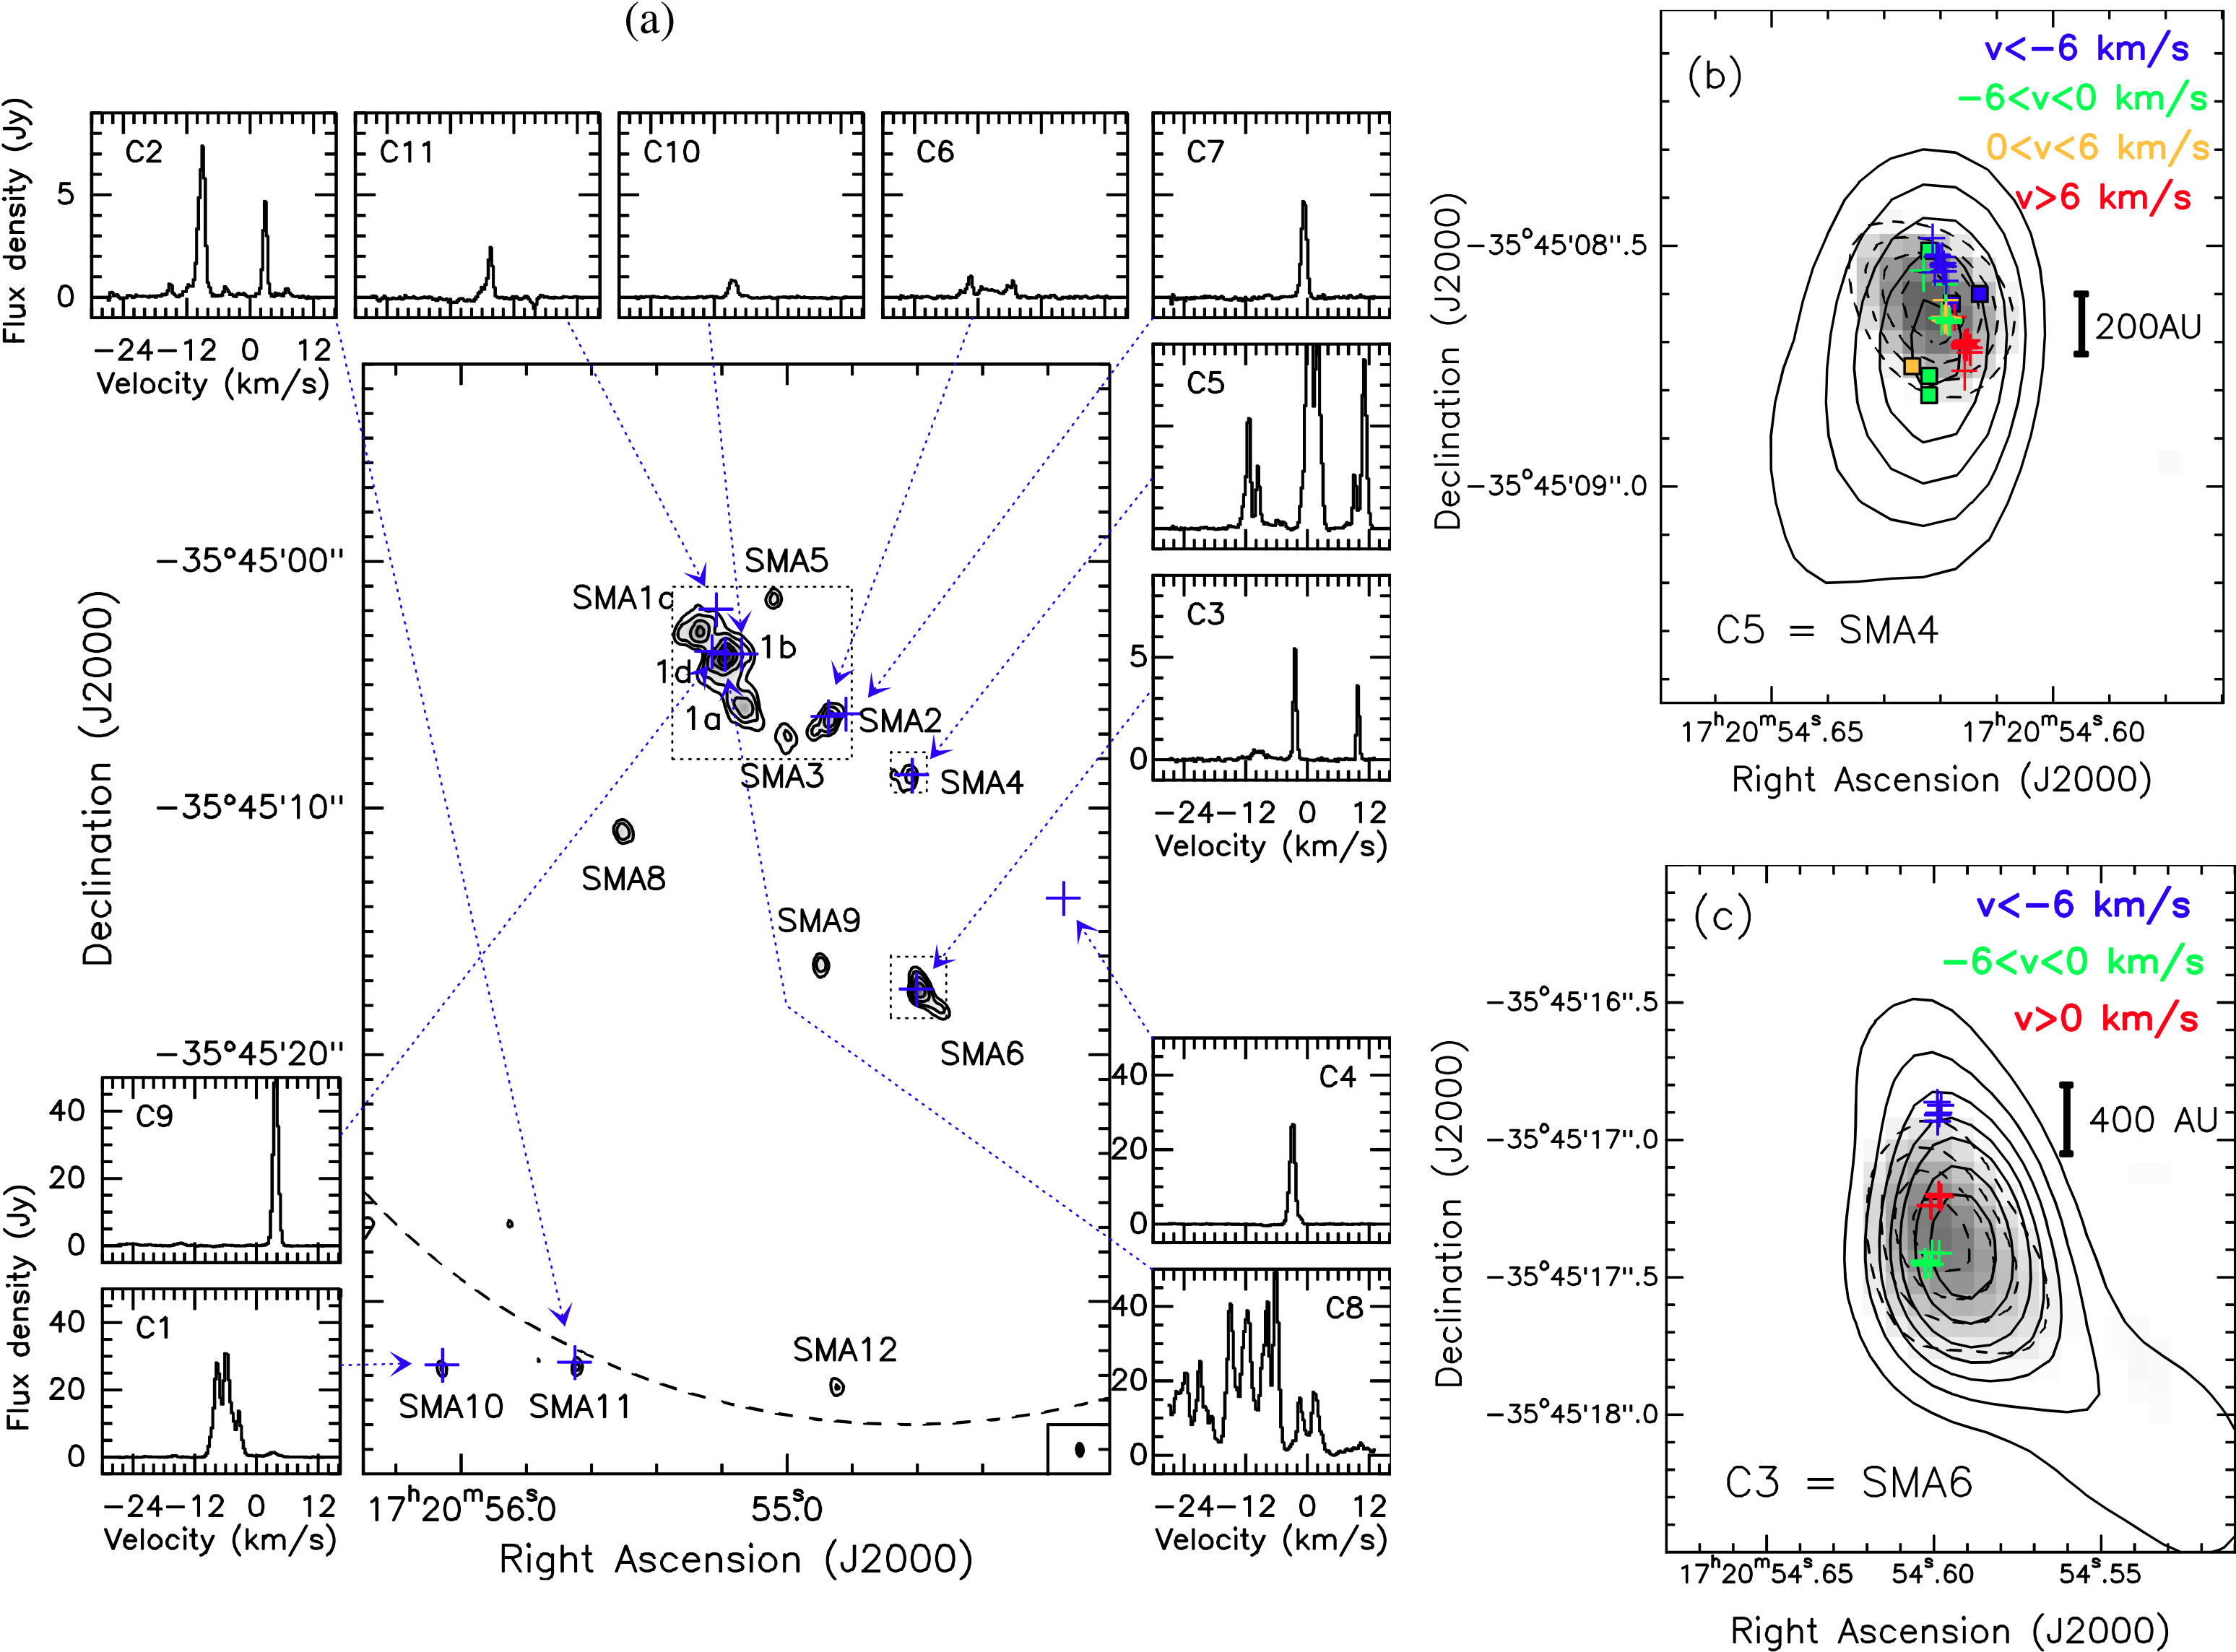 (a)
Flux density (Jy)
5
0
C2
C11
C10
C6
C7
−24 −12 0 12
Velocity (km/s)
C5
C3
5
0
−24 −12 0 12
Velocity (km/s)
Declination (J2000)
−35°45'00"
−35°45'10"
−35°45'20"
SMA5
SMA1c
1b
1d
1a
SMA2
SMA3
SMA4
SMA8
SMA9
SMA6
SMA12
SMA10
SMA11
C9
40
20
0
Flux density (Jy)
C1
40
20
0
−24 −12 0 12
Velocity (km/s)
C4
40
20
0
C8
40
20
0
−24 −12 0 12
Velocity (km/s)
17h20m56s.0
55s.0
Right Ascension (J2000)
(b)
v<−6 km/s
−6<v<0 km/s
0<v<6 km/s
v>6 km/s
Declination (J2000)
−35°45'08".5
−35°45'09".0
200AU
C5 = SMA4
17h20m54s.65
17h20m54s.60
Right Ascension (J2000)
(c)
v<−6 km/s
−6<v<0 km/s
v>0 km/s
Declination (J2000)
−35°45'16".5
−35°45'17".0
−35°45'17".5
−35°45'18".0
400 AU
C3 = SMA6
17h20m54s.65
54s.60
54s.55
Right Ascension (J2000)